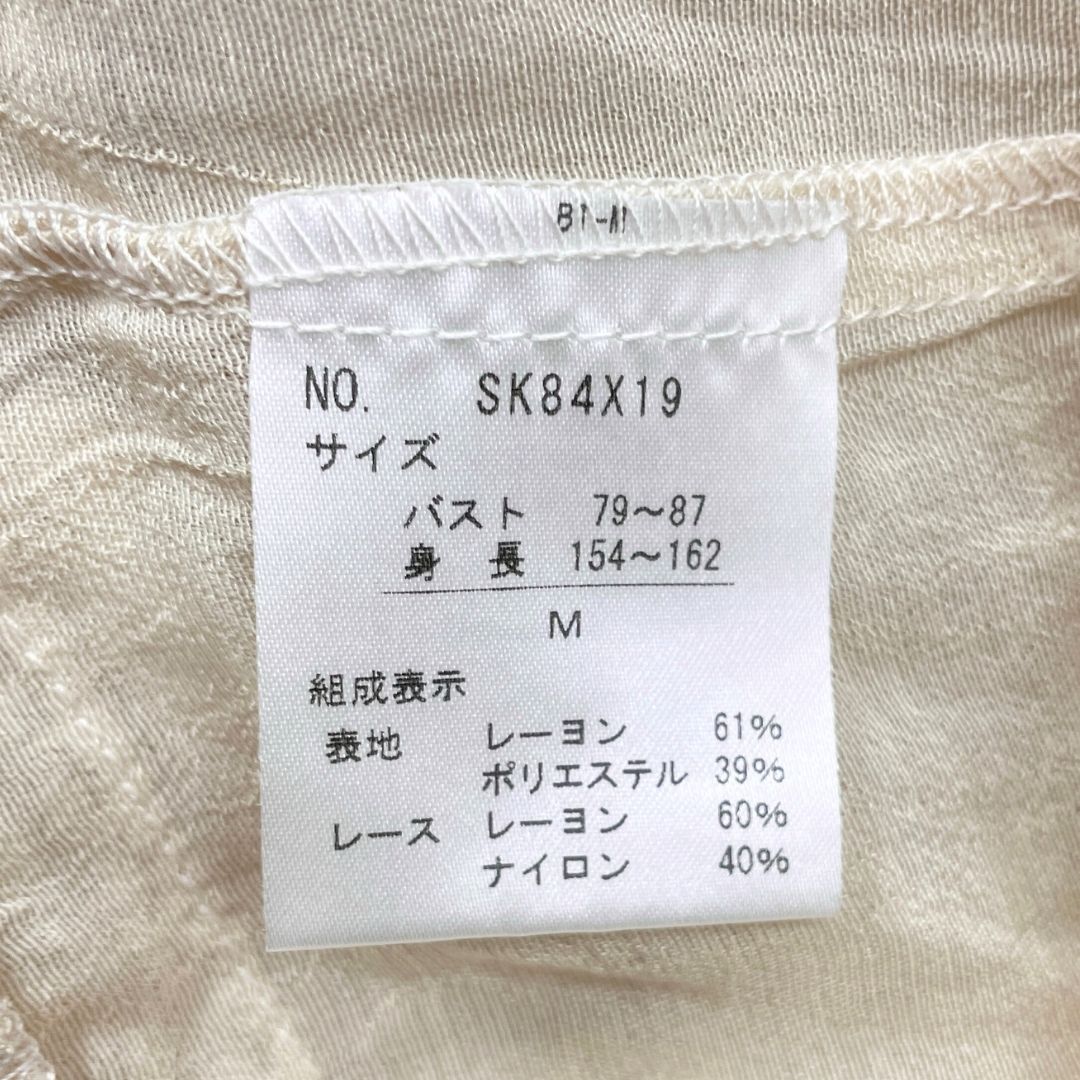 NO. SK84X19
サイズ
バスト 79～87
身長 154～162
M
組成表示
表地 レーヨン 61%
ポリエステル 39%
レース レーヨン 60%
ナイロン 40%